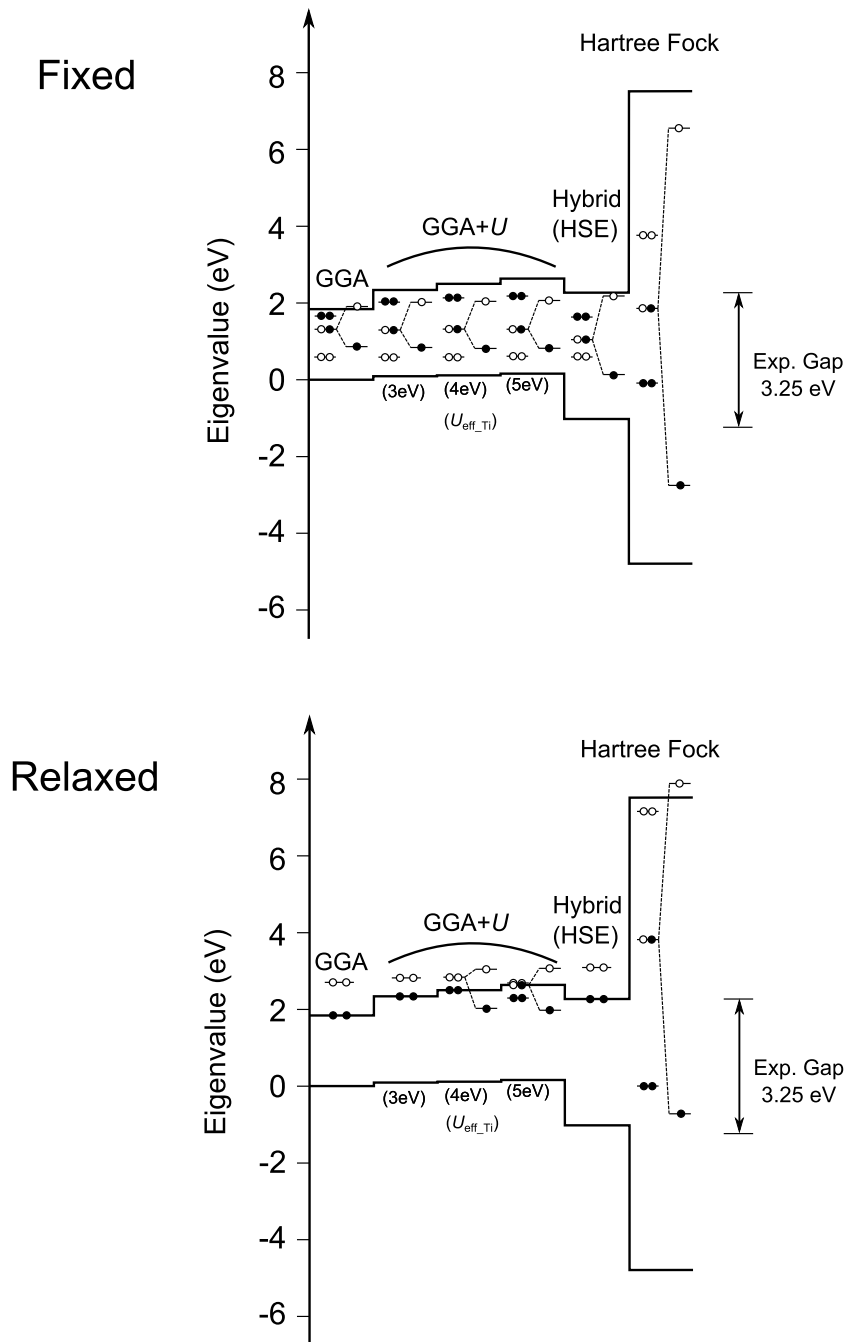 Hartree Fock
Fixed
8
6
4
2
0
-2
-4
-6
Eigenvalue (eV)
GGA
GGA+U
Hybrid
(HSE)
(3eV)
(4eV)
(5eV)
(Ueff_Ti)
Exp. Gap
3.25 eV
Hartree Fock
Relaxed
8
6
4
2
0
-2
-4
-6
Eigenvalue (eV)
GGA
GGA+U
Hybrid
(HSE)
(3eV)
(4eV)
(5eV)
(Ueff_Ti)
Exp. Gap
3.25 eV